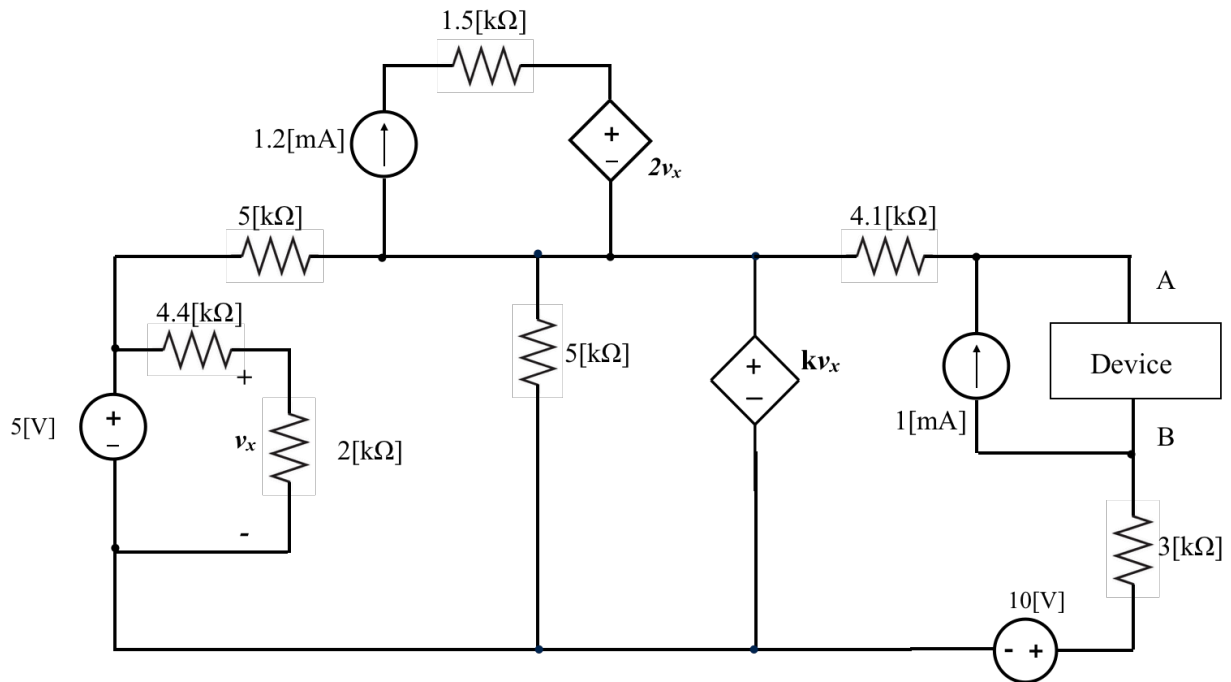 1.5[kΩ]
1.2[mA]
+
−
2vₓ
5[kΩ]
4.1[kΩ]
A
4.4[kΩ]
+
5[kΩ]
+
−
kvₓ
Device
5[V]
+
−
vₓ
2[kΩ]
1[mA]
B
-
3[kΩ]
10[V]
- +